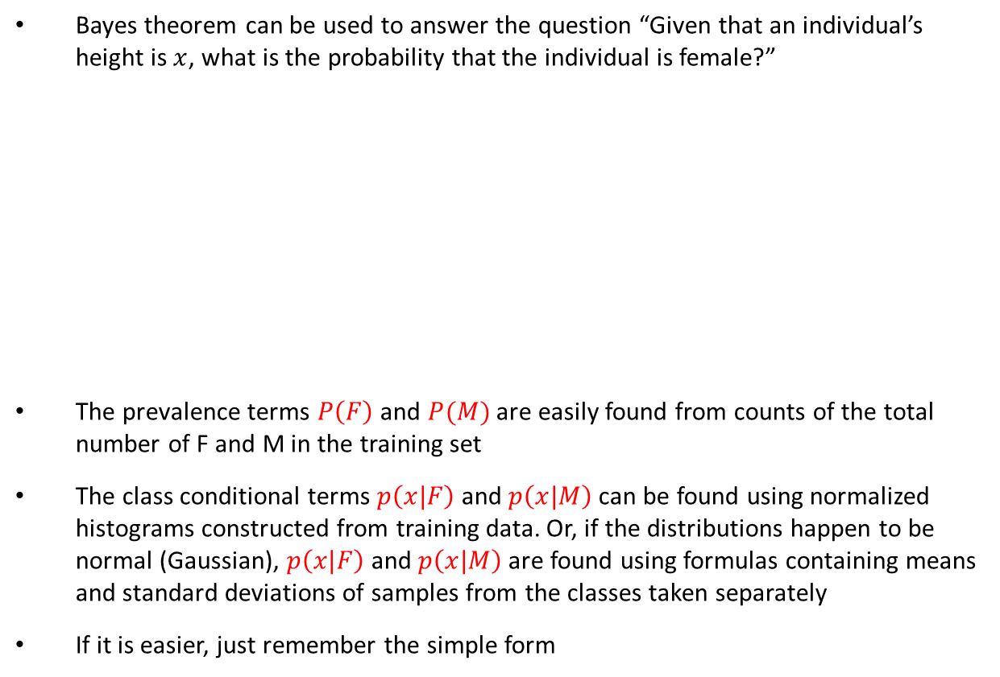 • Bayes theorem can be used to answer the question “Given that an individual’s
height is x, what is the probability that the individual is female?”
• The prevalence terms P(F) and P(M) are easily found from counts of the total
number of F and M in the training set
• The class conditional terms p(x|F) and p(x|M) can be found using normalized
histograms constructed from training data. Or, if the distributions happen to be
normal (Gaussian), p(x|F) and p(x|M) are found using formulas containing means
and standard deviations of samples from the classes taken separately
• If it is easier, just remember the simple form